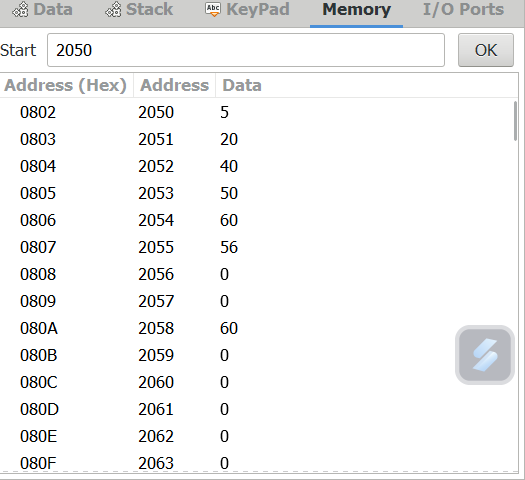 Data Stack Abc KeyPad Memory I/O Ports
Start 2050 OK
Address (Hex) Address Data
0802 2050 5
0803 2051 20
0804 2052 40
0805 2053 50
0806 2054 60
0807 2055 56
0808 2056 0
0809 2057 0
080A 2058 60
080B 2059 0
080C 2060 0
080D 2061 0
080E 2062 0
080F 2063 0